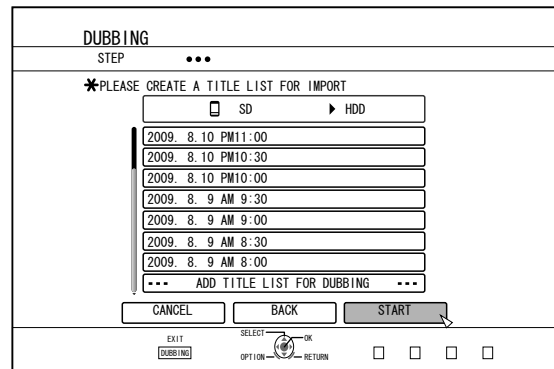 DUBBING
STEP
*PLEASE CREATE A TITLE LIST FOR IMPORT
SD ▶ HDD
2009. 8.10 PM11:00
2009. 8.10 PM10:30
2009. 8.10 PM10:00
2009. 8. 9 AM 9:30
2009. 8. 9 AM 9:00
2009. 8. 9 AM 8:30
2009. 8. 9 AM 8:00
--- ADD TITLE LIST FOR DUBBING ---
CANCEL BACK START
EXIT
DUBBING
SELECT OK
OPTION RETURN